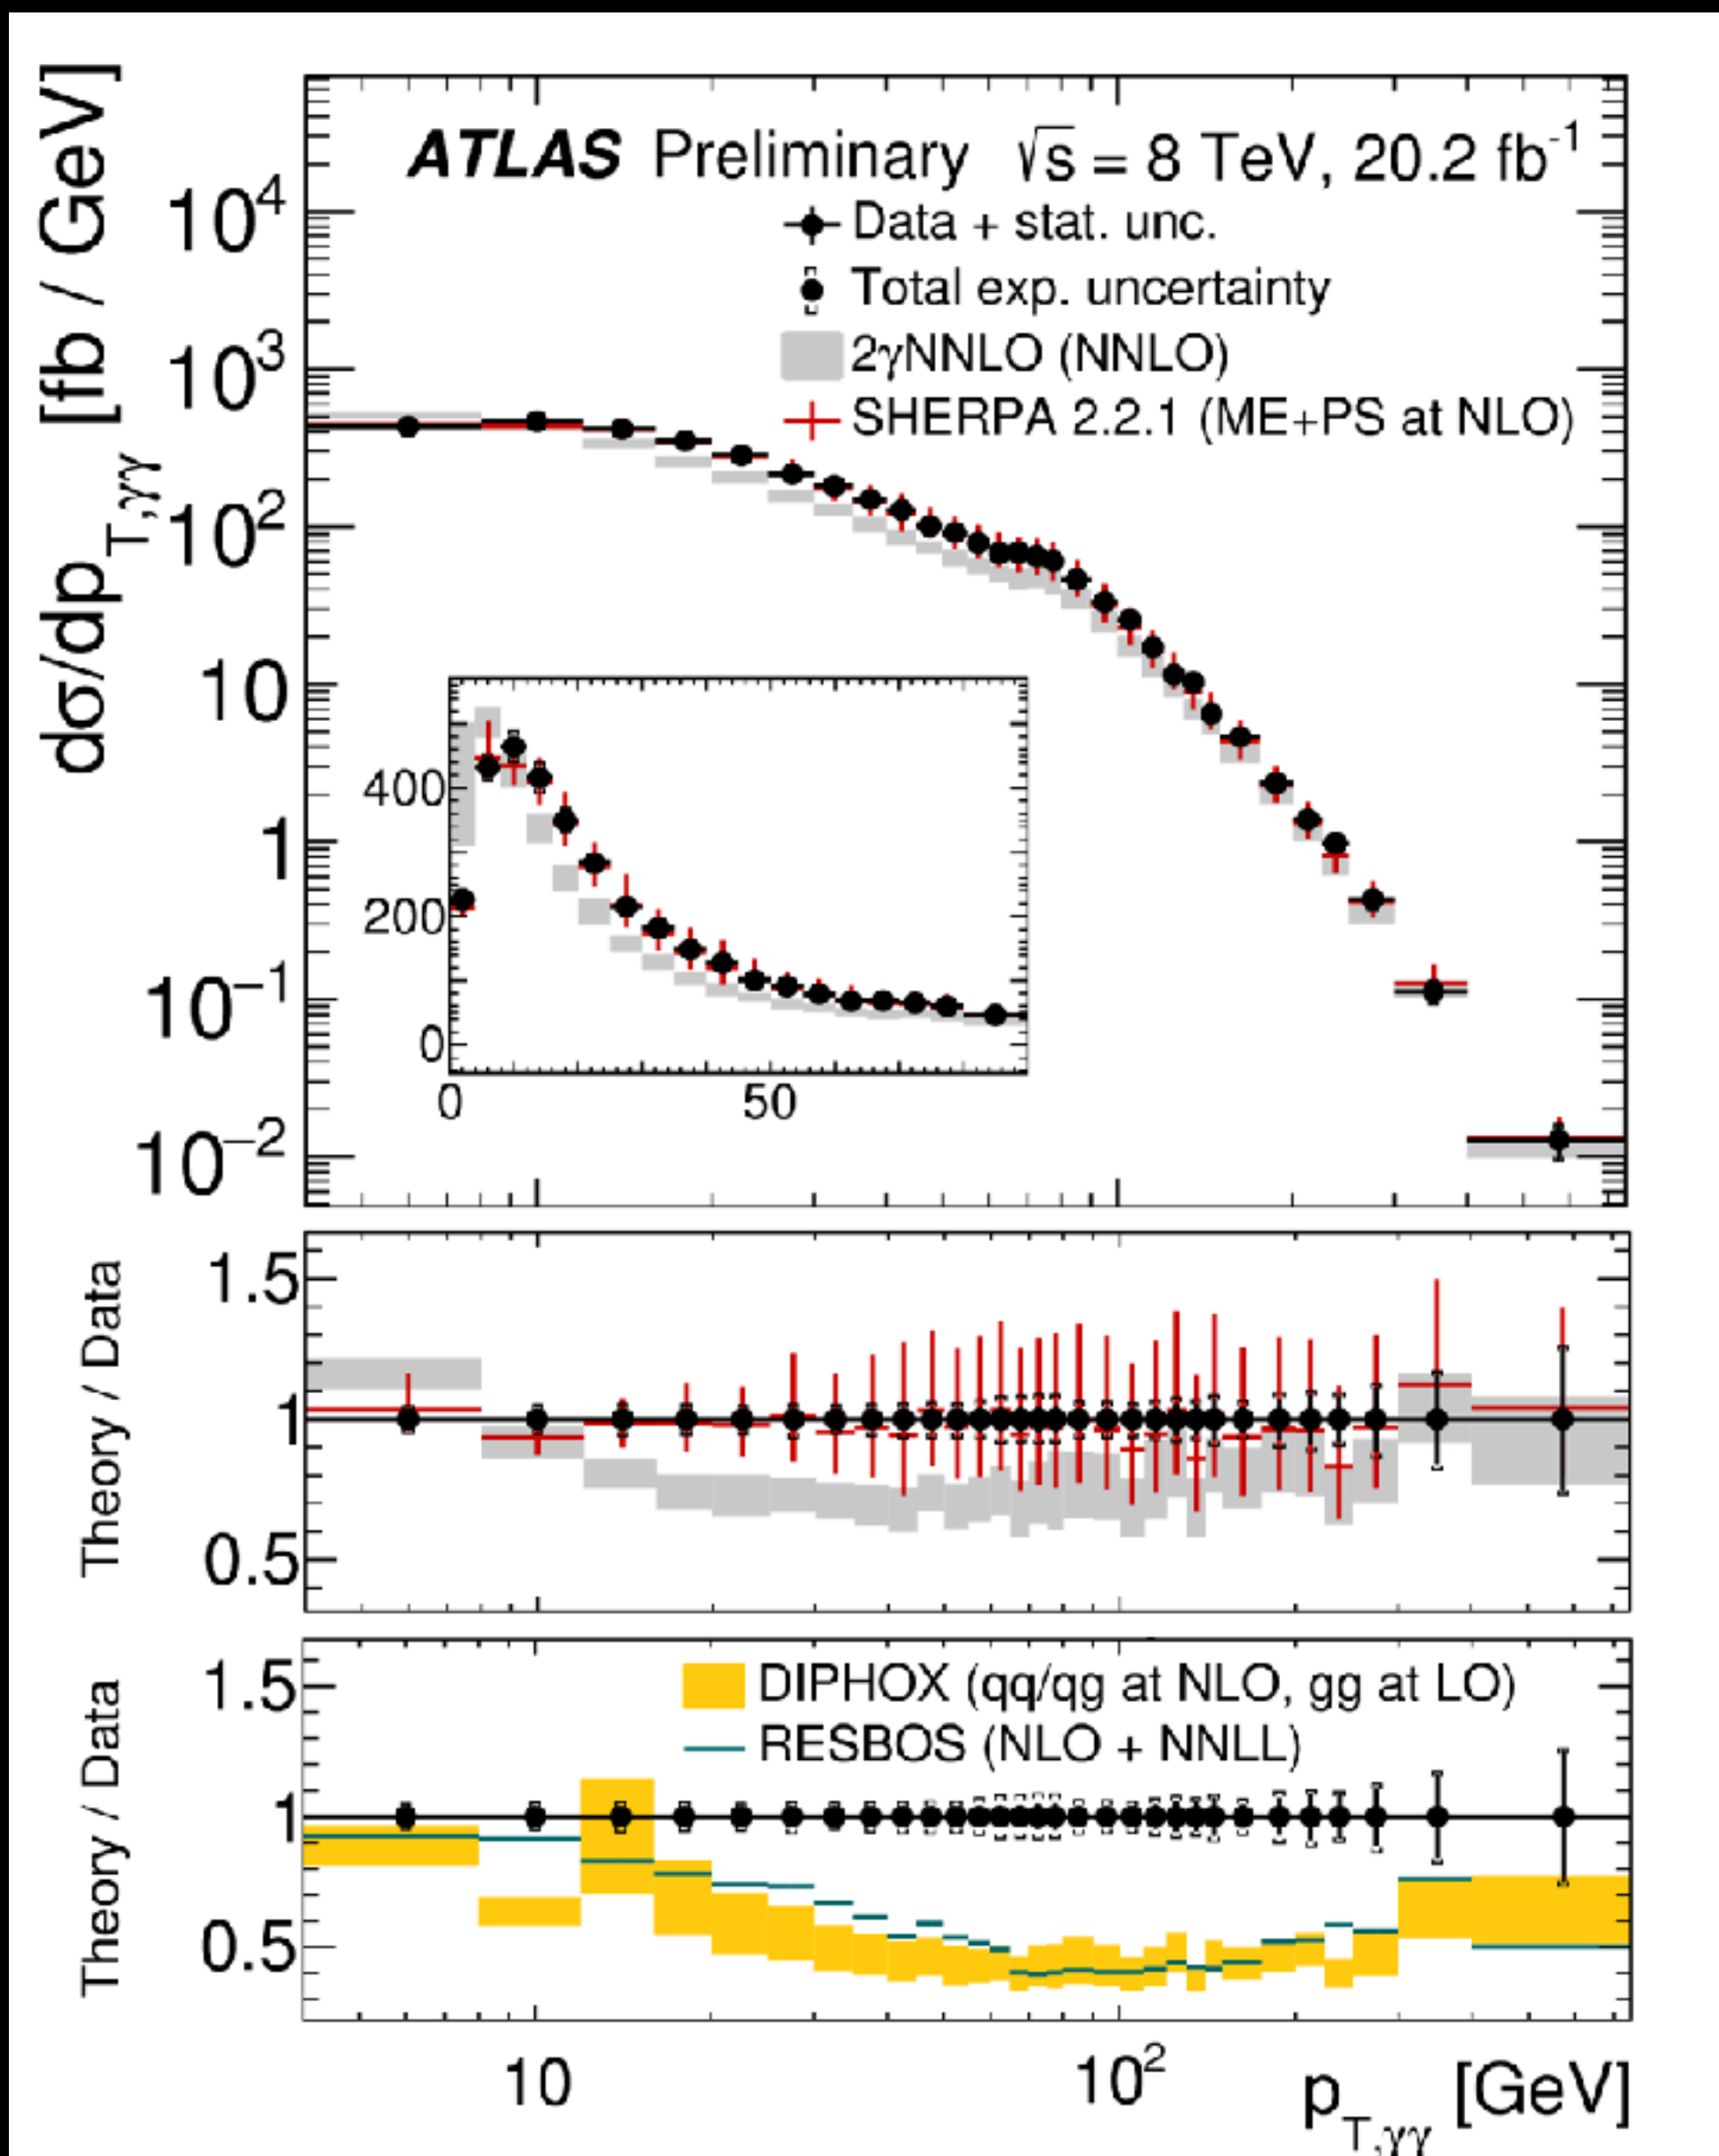 dσ/dp_T,γγ [fb / GeV]
ATLAS Preliminary √s = 8 TeV, 20.2 fb⁻¹
Data + stat. unc.
Total exp. uncertainty
2γNNLO (NNLO)
SHERPA 2.2.1 (ME+PS at NLO)
10⁴
10³
10²
10
1
10⁻¹
10⁻²
400
200
0
0 50
Theory / Data
1.5
1
0.5
Theory / Data
1.5
1
0.5
DIPHOX (qq/qg at NLO, gg at LO)
RESBOS (NLO + NNLL)
10 10²
p_T,γγ [GeV]